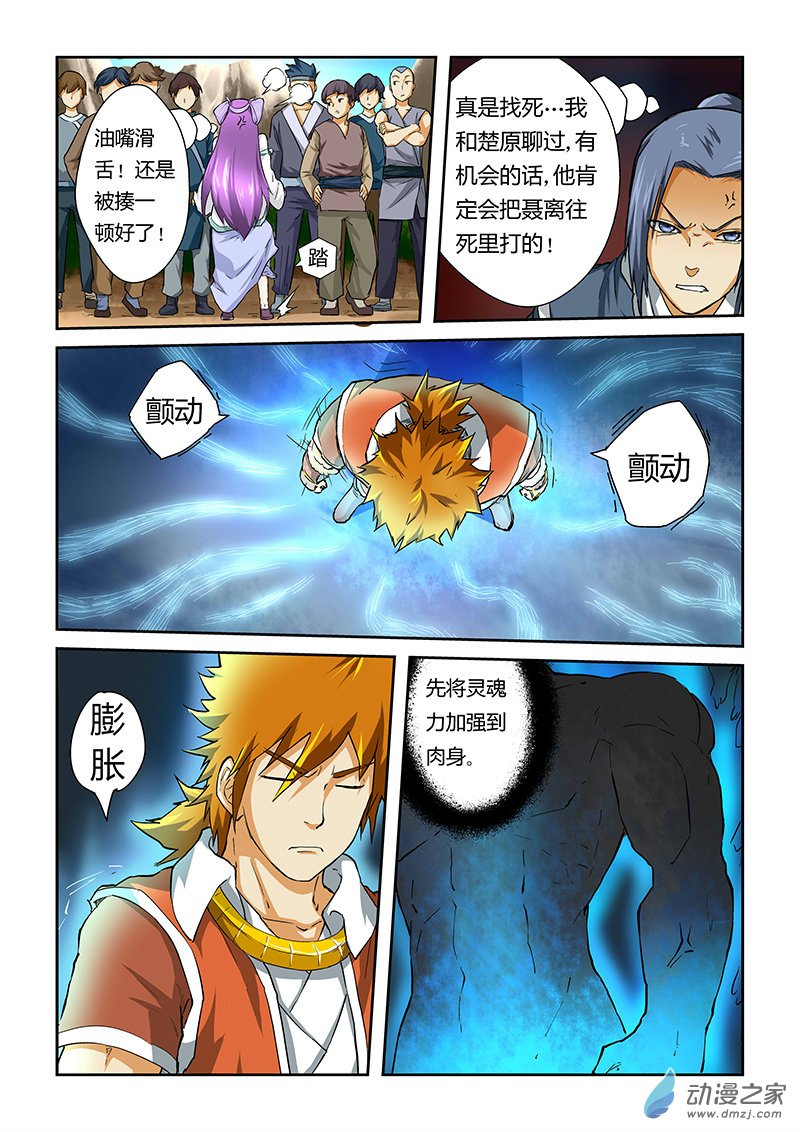 油嘴滑
舌！还是
被揍一
顿好了！
踏
真是找死…我
和楚原聊过,有
机会的话,他肯
定会把聂离往
死里打的！
颤动
颤动
膨
胀
先将灵魂
力加强到
肉身。
动漫之家
www.dmzj.com